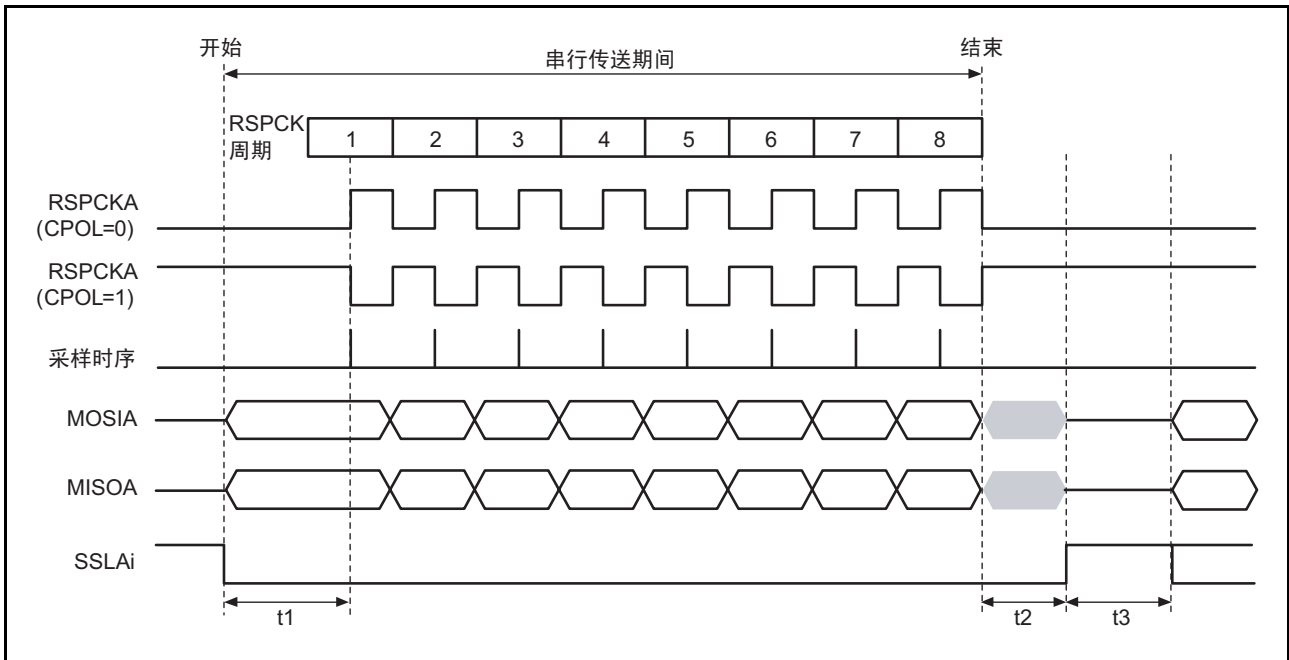 开始
串行传送期间
结束
RSPCK
周期
1 2 3 4 5 6 7 8
RSPCKA
(CPOL=0)
RSPCKA
(CPOL=1)
采样时序
MOSIA
MISOA
SSLAi
t1
t2
t3